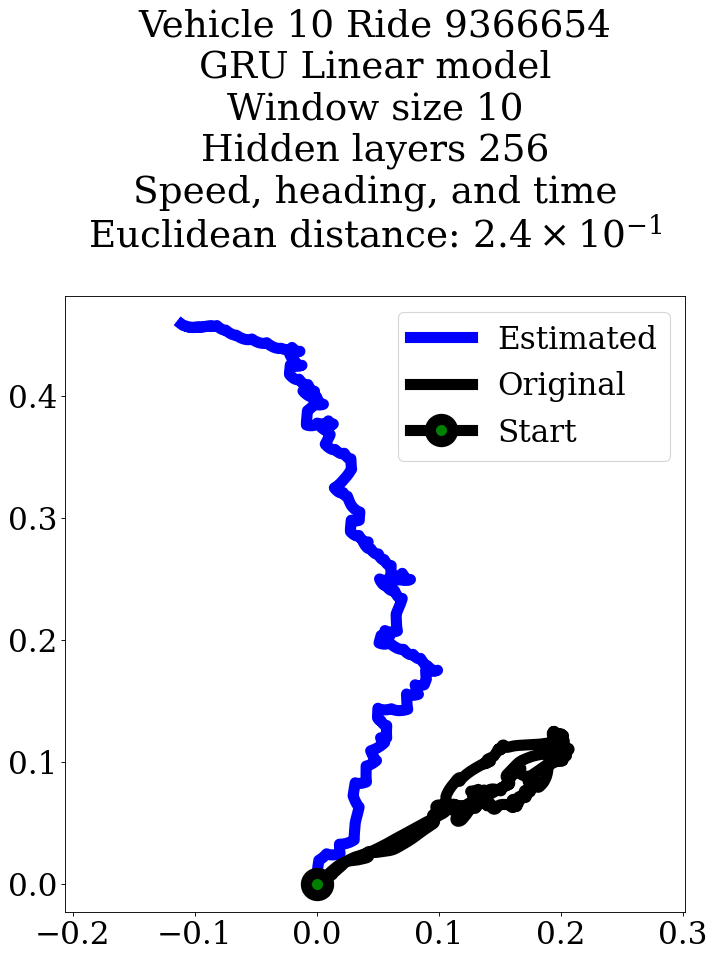 Vehicle 10 Ride 9366654
GRU Linear model
Window size 10
Hidden layers 256
Speed, heading, and time
Euclidean distance: 2.4 × 10⁻¹
Estimated
Original
Start
0.4
0.3
0.2
0.1
0.0
−0.2 −0.1 0.0 0.1 0.2 0.3